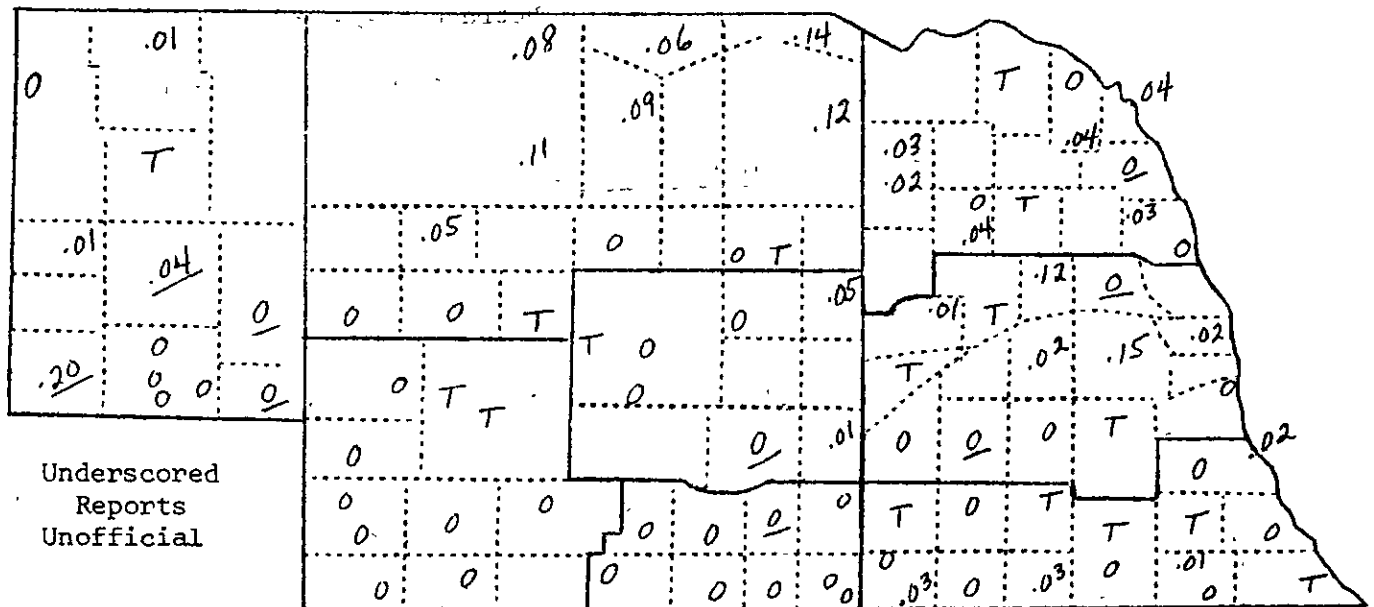 .01 .08 .06 .14
0 T 0 .04
.09 .12
T .11 .03 .04
.02 <u>0</u>
.01 .05 0 0 T 0 T .03
.04 0
<u>.04</u> .12 <u>0</u>
<u>0</u> 0 0 T .05 .01 T
0 T 0 0 .02 .15 .02
<u>.20</u> 0 0 0 <u>0</u> 0 T T 0 T 0
0 <u>0</u> .01 0 <u>0</u> 0 T .02
0
Underscored
Reports
Unofficial
0 0 0 0 0 0 <u>0</u> 0 T 0 T T T 0
0 0 0 0 0 0 0 0 0 .03 0 .03 0 .01 0 T